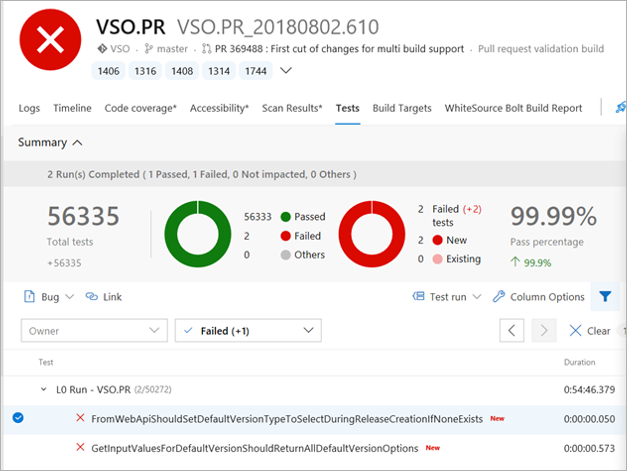 VSO.PR VSO.PR_20180802.610
VSO master PR 369488 : First cut of changes for multi build support Pull request validation build
1406 1316 1408 1314 1744
Logs Timeline Code coverage* Accessibility* Scan Results* Tests Build Targets WhiteSource Bolt Build Report
Summary
2 Run(s) Completed ( 1 Passed, 1 Failed, 0 Not impacted, 0 Others )
56335
Total tests
+56335
56333 Passed
2 Failed
0 Others
2 Failed (+2)
tests
2 New
0 Existing
99.99%
Pass percentage
99.9%
Bug Link Test run Column Options
Owner Failed (+1) Clear
Test Duration
L0 Run - VSO.PR (2/50272) 0:54:46.379
FromWebApiShouldSetDefaultVersionTypeToSelectDuringReleaseCreationIfNoneExists New 0:00:00.050
GetInputValuesForDefaultVersionShouldReturnAllDefaultVersionOptions New 0:00:00.573